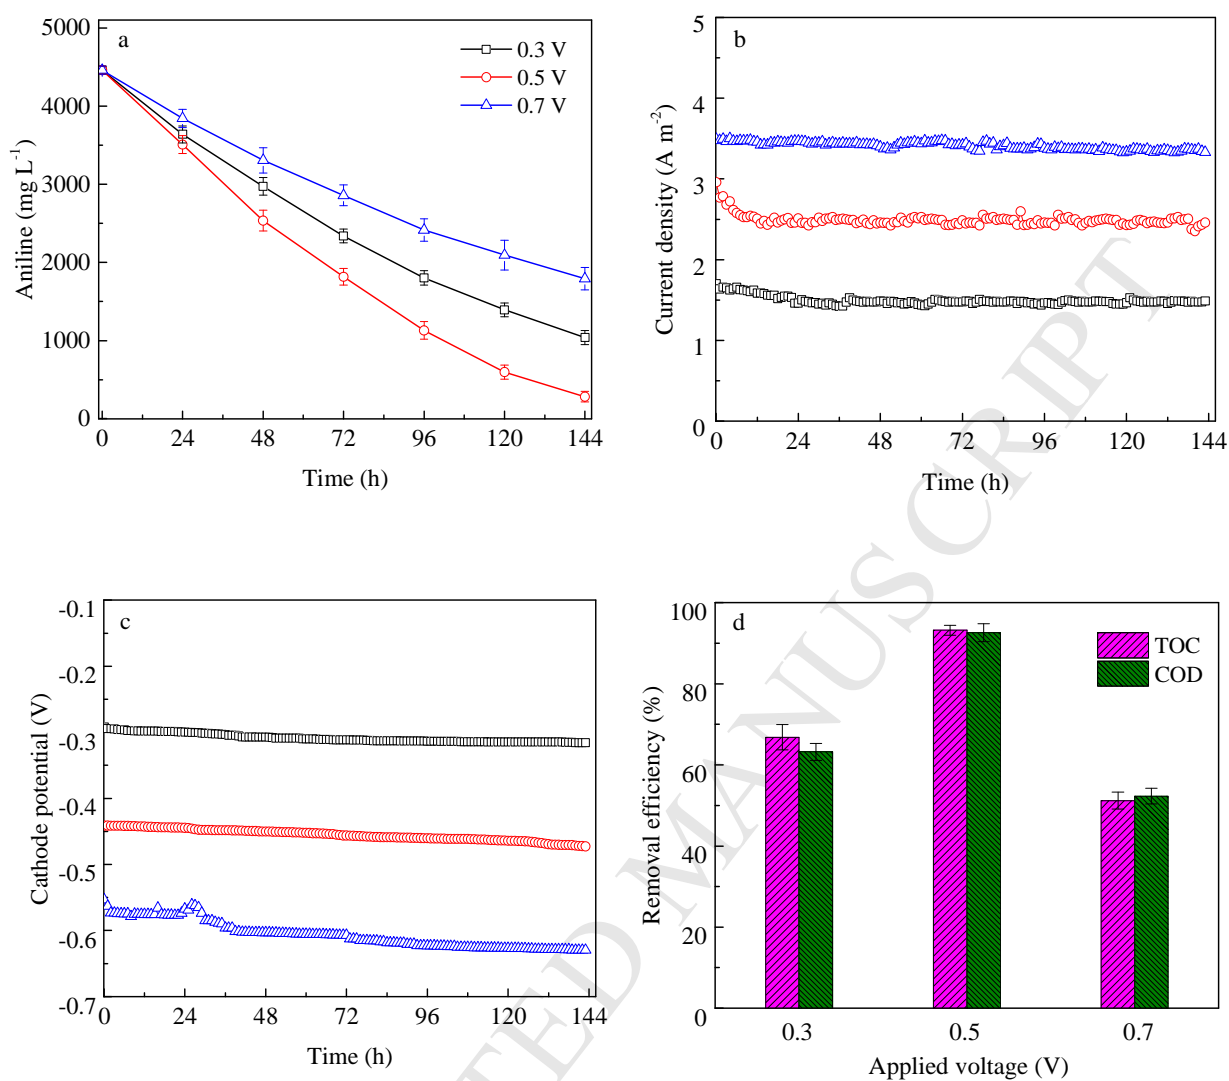 a
0.3 V
0.5 V
0.7 V
5000
4000
3000
2000
1000
0
Aniline (mg L-1)
0 24 48 72 96 120 144
Time (h)
b
5
4
3
2
1
0
Current density (A m-2)
0 24 48 72 96 120 144
Time (h)
c
-0.1
-0.2
-0.3
-0.4
-0.5
-0.6
-0.7
Cathode potential (V)
0 24 48 72 96 120 144
Time (h)
d
TOC
COD
100
80
60
40
20
0
Removal efficiency (%)
0.3 0.5 0.7
Applied voltage (V)
TED MANUSCRIPT